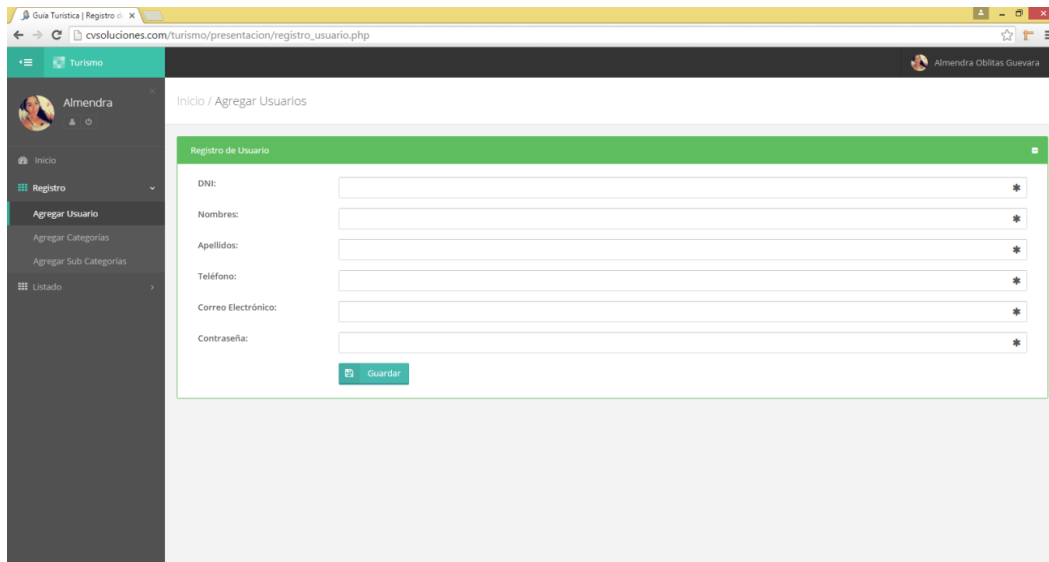 Guía Turística | Registro d
cvsoluciones.com/turismo/presentacion/registro_usuario.php
Turismo
Almendra Oblitas Guevara
Almendra
Inicio / Agregar Usuarios
Inicio
Registro
Agregar Usuario
Agregar Categorías
Agregar Sub Categorías
Listado
Registro de Usuario
DNI:
Nombres:
Apellidos:
Teléfono:
Correo Electrónico:
Contraseña:
Guardar